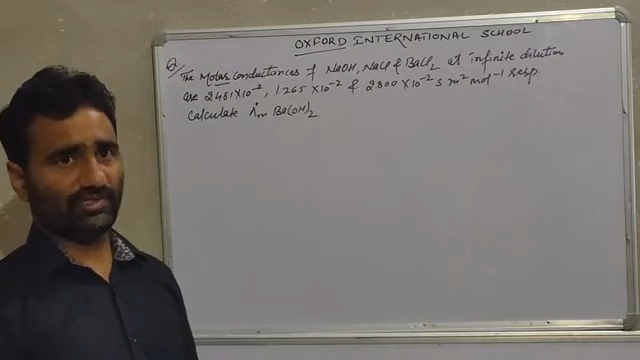 OXFORD INTERNATIONAL SCHOOL
Q/ The Molar Conductances of NaOH, NaCl & BaCl2 at infinite dilution
are 2.481×10⁻², 1.265×10⁻² & 2.800×10⁻² S m² mol⁻¹ resp.
Calculate Λ°m Ba(OH)2